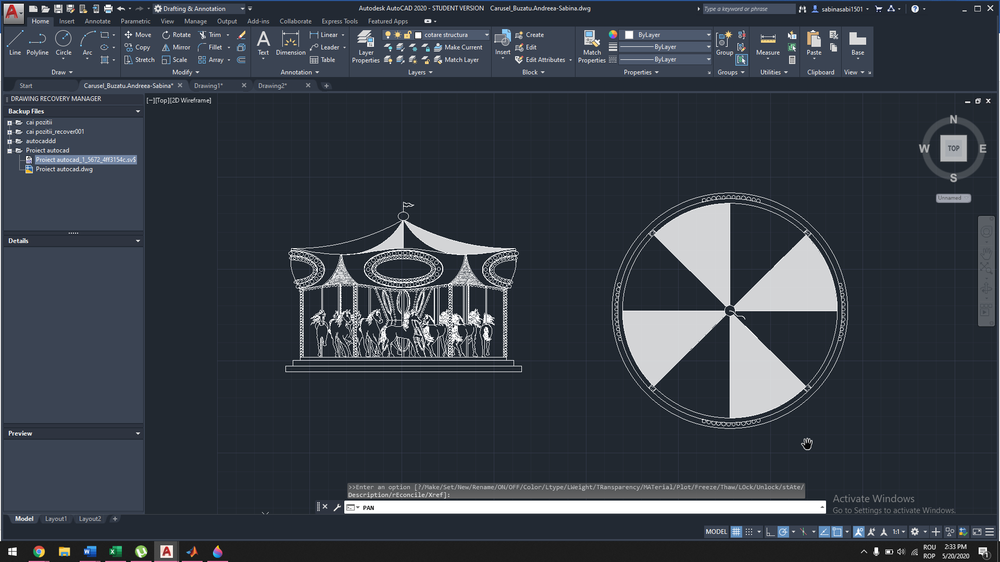 Drafting & Annotation
Autodesk AutoCAD 2020 - STUDENT VERSION Carusel_Buzatu.Andreea-Sabina.dwg
Type a keyword or phrase
sabinasabi1501
Home Insert Annotate Parametric View Manage Output Add-ins Collaborate Express Tools Featured Apps
Line Polyline Circle Arc
Move Rotate Trim
Copy Mirror Fillet
Stretch Scale Array
Text Dimension
Linear
Leader
Table
Layer Properties
cotare structura
Make Current
Match Layer
Insert
Create
Edit
Edit Attributes
Match Properties
ByLayer
ByLayer
ByLayer
Group
Measure
Paste
Base
Draw Modify Annotation Layers Block Properties Groups Utilities Clipboard View
Start Carusel_Buzatu.Andreea-Sabina* Drawing1* Drawing2*
DRAWING RECOVERY MANAGER
Backup Files
cai pozitii
cai pozitii_recover001
autocaddd
Proiect autocad
Proiect autocad_1_5672_4ff3154c.sv$
Proiect autocad.dwg
Details
Preview
[−][Top][2D Wireframe]
N
W TOP E
S
Unnamed
>>Enter an option [?/Make/Set/New/Rename/ON/OFF/Color/Ltype/LWeight/TRansparency/MATerial/Plot/Freeze/Thaw/LOck/Unlock/stAte/
Description/rEconcile/Xref]:
PAN
Activate Windows
Go to Settings to activate Windows.
Model Layout1 Layout2
MODEL
1:1
ROU
ROP
2:33 PM
5/20/2020
1